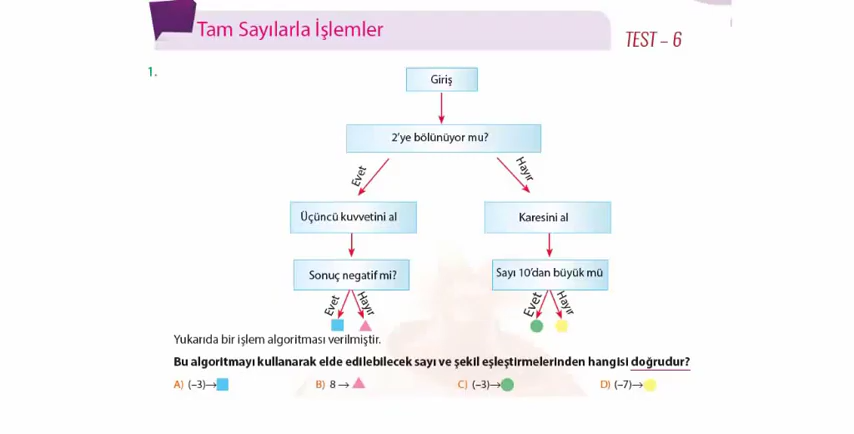 Tam Sayılarla İşlemler
TEST – 6
1.
Giriş
2'ye bölünüyor mu?
Evet
Hayır
Üçüncü kuvvetini al
Karesini al
Sonuç negatif mi?
Sayı 10'dan büyük mü
Evet
Hayır
Evet
Hayır
Yukarıda bir işlem algoritması verilmiştir.
Bu algoritmayı kullanarak elde edilebilecek sayı ve şekil eşleştirmelerinden hangisi doğrudur?
A) (–3)→
B) 8 →
C) (–3)→
D) (–7)→